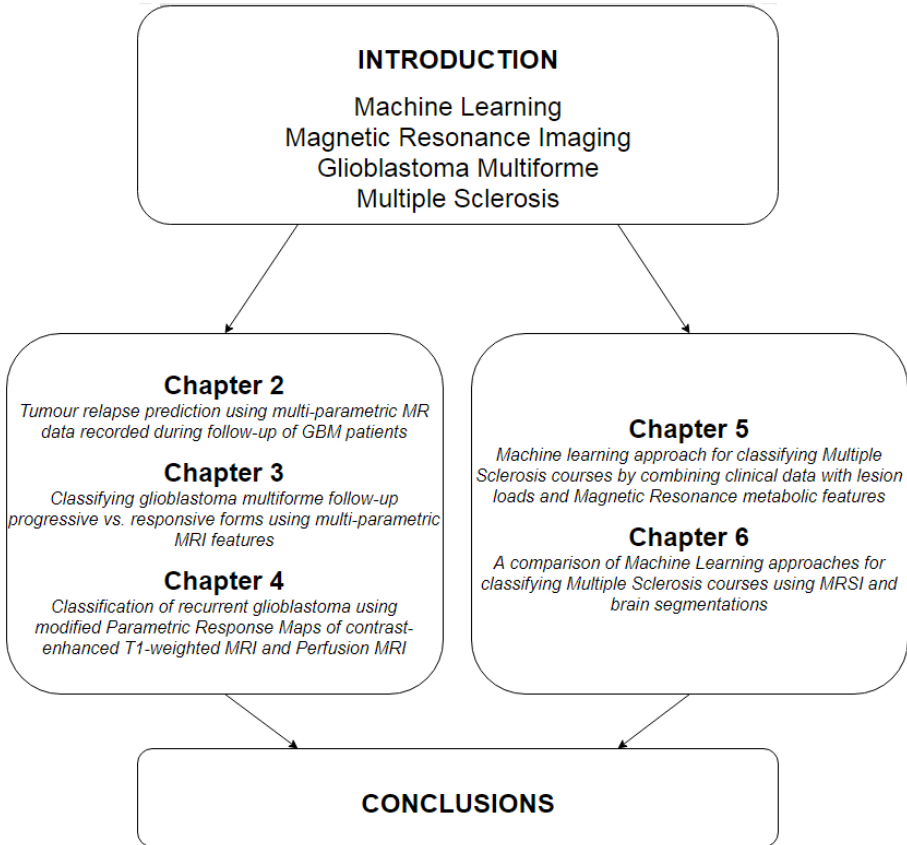 INTRODUCTION
Machine Learning
Magnetic Resonance Imaging
Glioblastoma Multiforme
Multiple Sclerosis
Chapter 2
Tumour relapse prediction using multi-parametric MR
data recorded during follow-up of GBM patients
Chapter 3
Classifying glioblastoma multiforme follow-up
progressive vs. responsive forms using multi-parametric
MRI features
Chapter 4
Classification of recurrent glioblastoma using
modified Parametric Response Maps of contrast-
enhanced T1-weighted MRI and Perfusion MRI
Chapter 5
Machine learning approach for classifying Multiple
Sclerosis courses by combining clinical data with lesion
loads and Magnetic Resonance metabolic features
Chapter 6
A comparison of Machine Learning approaches for
classifying Multiple Sclerosis courses using MRSI and
brain segmentations
CONCLUSIONS